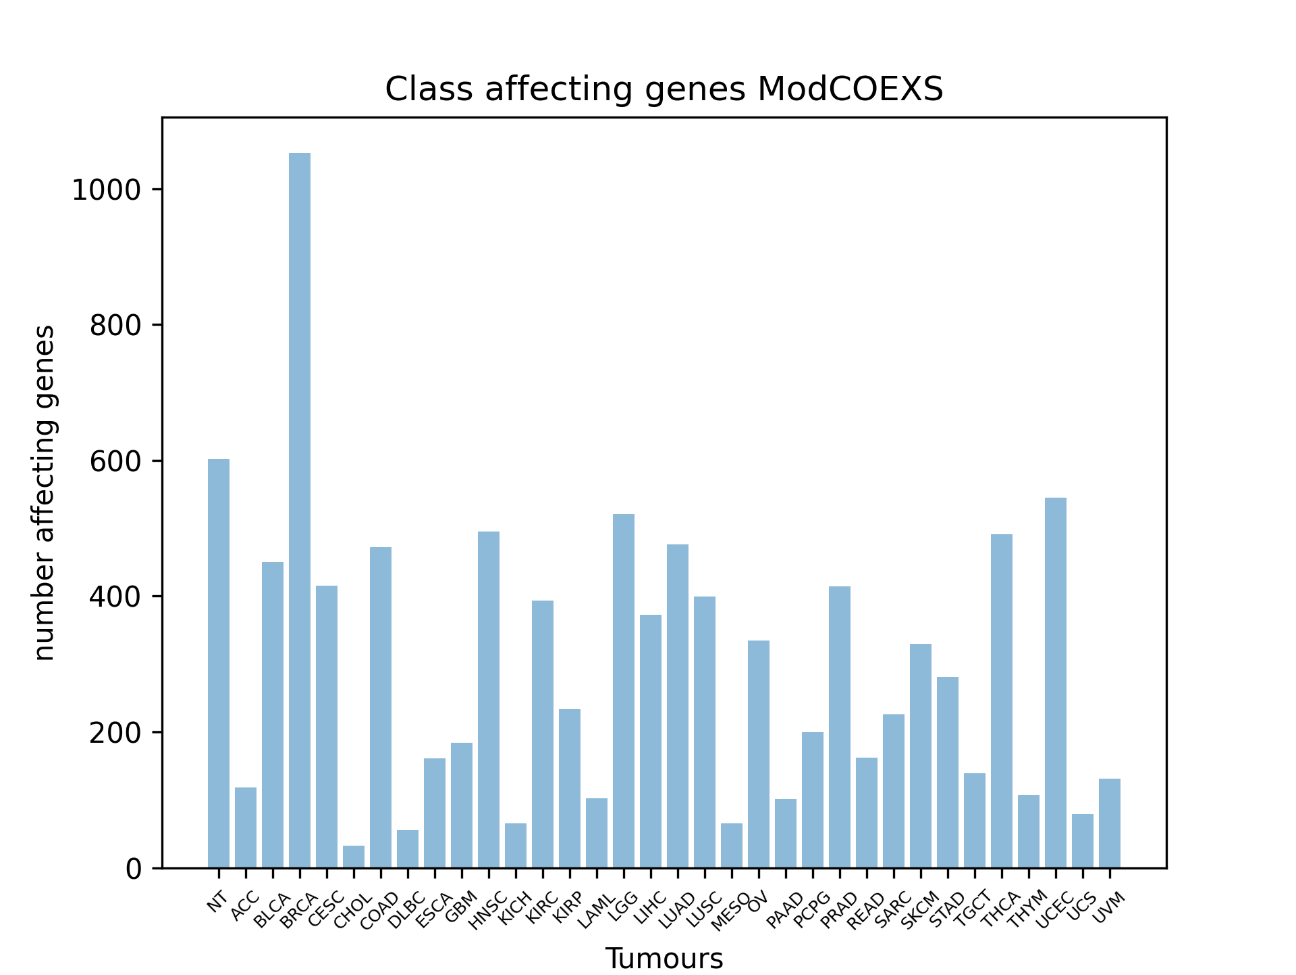 Class affecting genes ModCOEXS
number affecting genes
1000
800
600
400
200
0
NT ACC BLCA BRCA CESC CHOL COAD DLBC ESCA GBM HNSC KICH KIRC KIRP LAML LGG LIHC LUAD LUSC MESO OV PAAD PCPG PRAD READ SARC SKCM STAD TGCT THCA THYM UCEC UCS UVM
Tumours